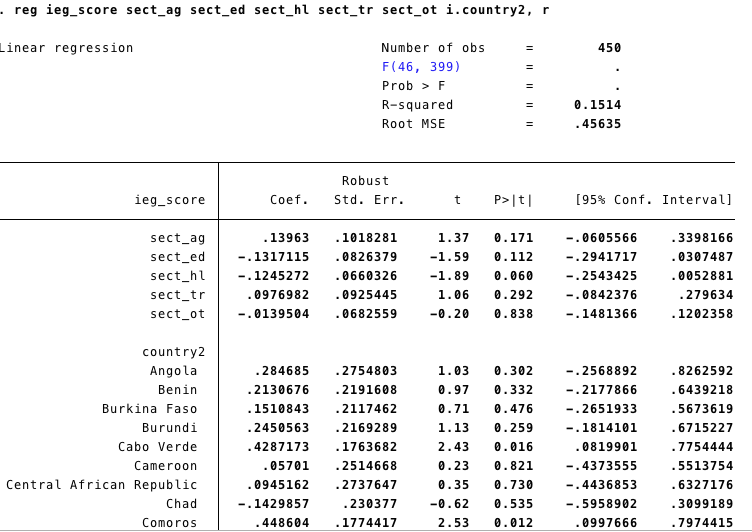 . reg ieg_score sect_ag sect_ed sect_hl sect_tr sect_ot i.country2, r
Linear regression Number of obs = 450
F(46, 399) = .
Prob > F = .
R-squared = 0.1514
Root MSE = .45635
Robust
ieg_score Coef. Std. Err. t P>|t| [95% Conf. Interval]
sect_ag .13963 .1018281 1.37 0.171 -.0605566 .3398166
sect_ed -.1317115 .0826379 -1.59 0.112 -.2941717 .0307487
sect_hl -.1245272 .0660326 -1.89 0.060 -.2543425 .0052881
sect_tr .0976982 .0925445 1.06 0.292 -.0842376 .279634
sect_ot -.0139504 .0682559 -0.20 0.838 -.1481366 .1202358
country2
Angola .284685 .2754803 1.03 0.302 -.2568892 .8262592
Benin .2130676 .2191608 0.97 0.332 -.2177866 .6439218
Burkina Faso .1510843 .2117462 0.71 0.476 -.2651933 .5673619
Burundi .2450563 .2169289 1.13 0.259 -.1814101 .6715227
Cabo Verde .4287173 .1763682 2.43 0.016 .0819901 .7754444
Cameroon .05701 .2514668 0.23 0.821 -.4373555 .5513754
Central African Republic .0945162 .2737647 0.35 0.730 -.4436853 .6327176
Chad -.1429857 .230377 -0.62 0.535 -.5958902 .3099189
Comoros .448604 .1774417 2.53 0.012 .0997666 .7974415